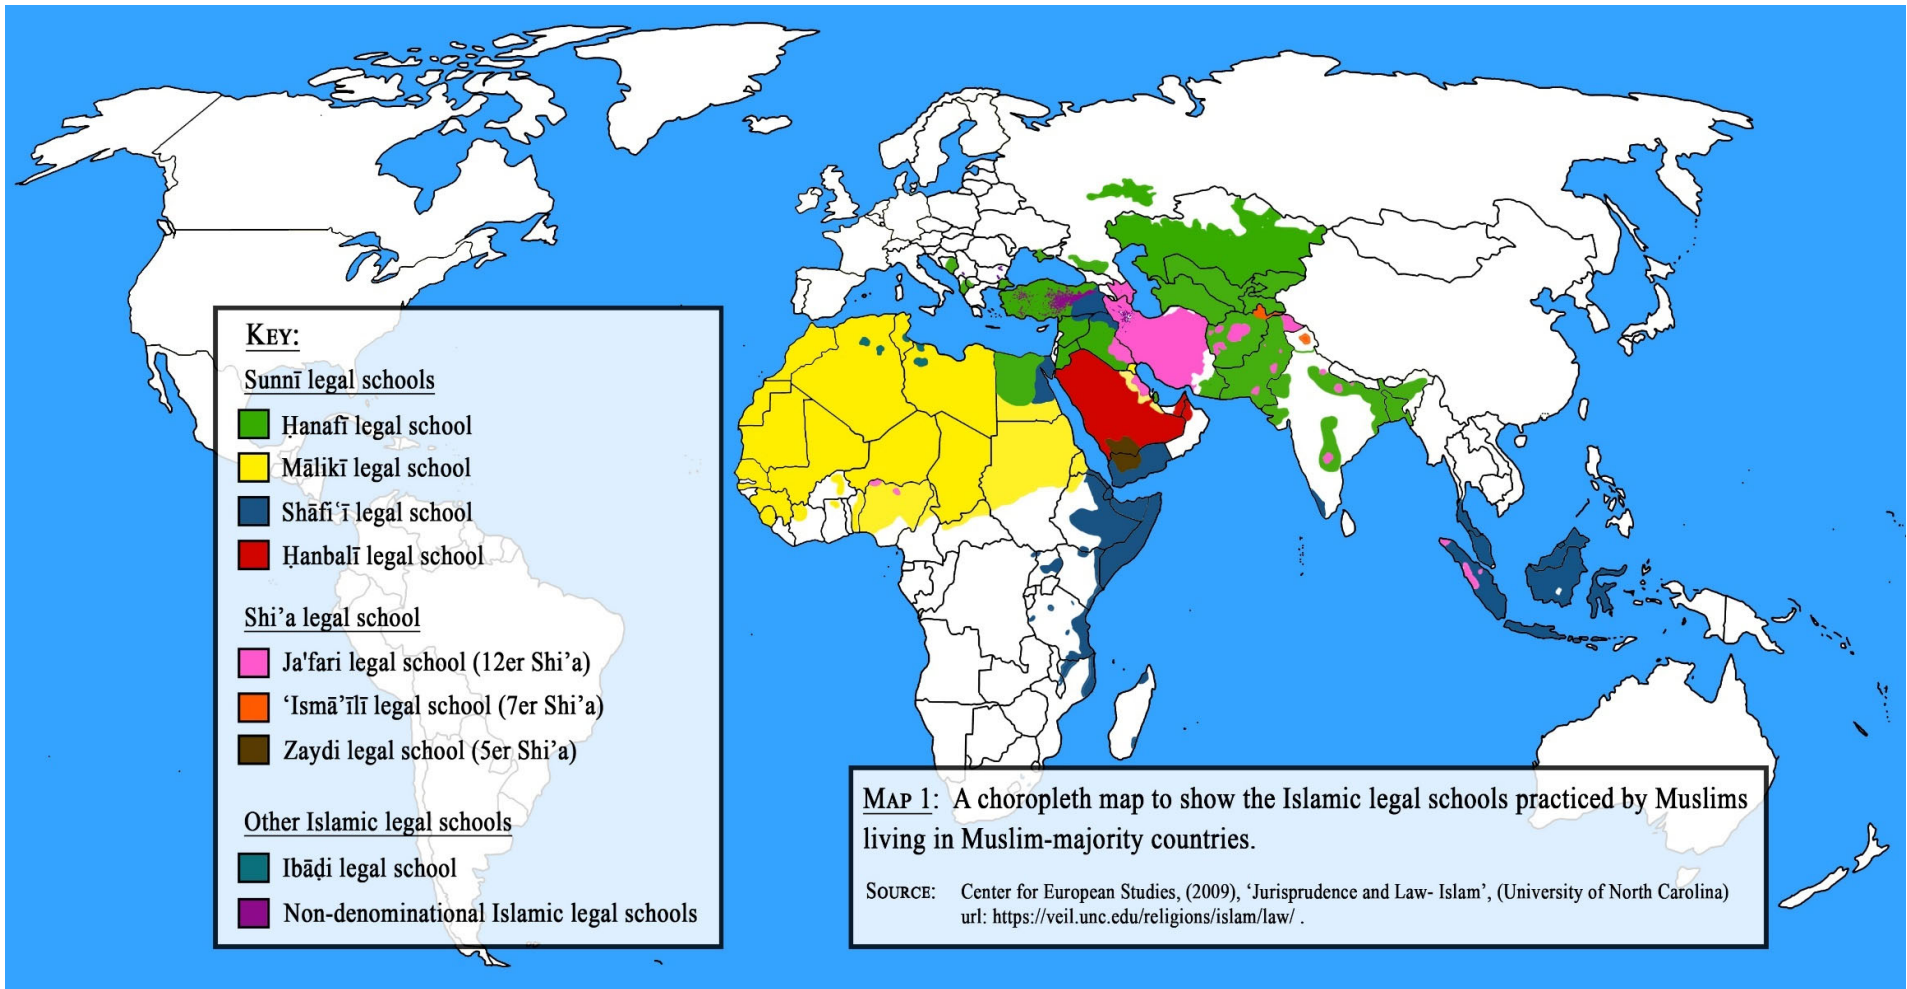 KEY:
Sunnī legal schools
Ḥanafī legal school
Mālikī legal school
Shāfi‘ī legal school
Ḥanbalī legal school
Shi’a legal school
Ja'fari legal school (12er Shi’a)
‘Ismā’īlī legal school (7er Shi’a)
Zaydi legal school (5er Shi’a)
Other Islamic legal schools
Ibāḍi legal school
Non-denominational Islamic legal schools
MAP 1: A choropleth map to show the Islamic legal schools practiced by Muslims
living in Muslim-majority countries.
SOURCE: Center for European Studies, (2009), ‘Jurisprudence and Law- Islam’, (University of North Carolina)
url: https://veil.unc.edu/religions/islam/law/ .